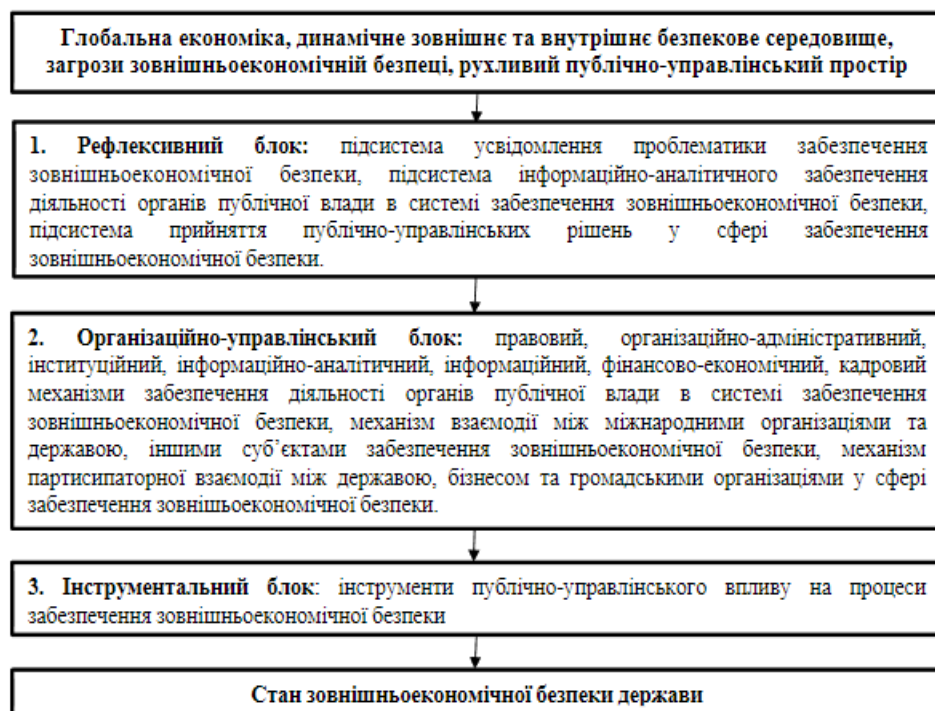 Глобальна економіка, динамічне зовнішнє та внутрішнє безпекове середовище,
загрози зовнішньоекономічній безпеці, рухливий публічно-управлінський простір
1. Рефлексивний блок: підсистема усвідомлення проблематики забезпечення
зовнішньоекономічної безпеки, підсистема інформаційно-аналітичного забезпечення
діяльності органів публічної влади в системі забезпечення зовнішньоекономічної безпеки,
підсистема прийняття публічно-управлінських рішень у сфері забезпечення
зовнішньоекономічної безпеки.
2. Організаційно-управлінський блок: правовий, організаційно-адміністративний,
інституційний, інформаційно-аналітичний, інформаційний, фінансово-економічний, кадровий
механізми забезпечення діяльності органів публічної влади в системі забезпечення
зовнішньоекономічної безпеки, механізм взаємодії між міжнародними організаціями та
державою, іншими суб’єктами забезпечення зовнішньоекономічної безпеки, механізм
партисипаторної взаємодії між державою, бізнесом та громадськими організаціями у сфері
забезпечення зовнішьоекономічної безпеки.
3. Інструментальний блок: інструменти публічно-управлінського впливу на процеси
забезпечення зовнішньоекономічної безпеки
Стан зовнішньоекономічної безпеки держави